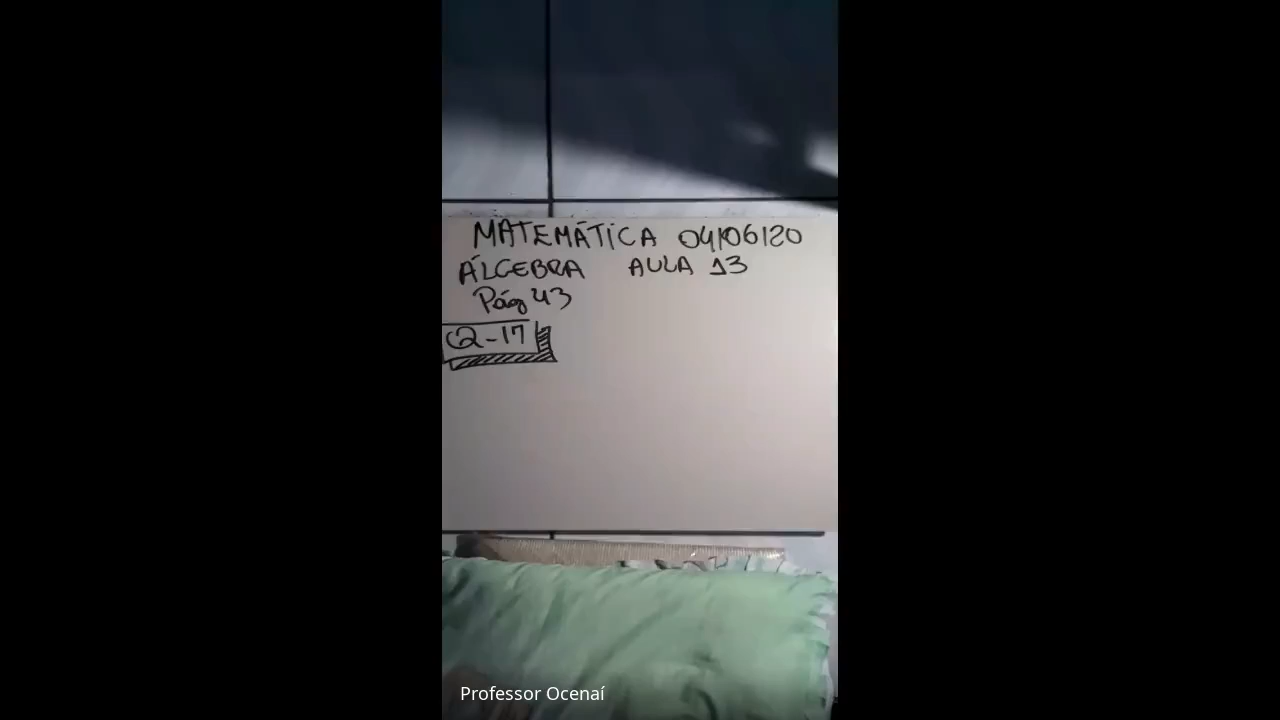 MATEMÁTICA 04/06/20
ÁLGEBRA AULA 13
Pág 43
Q-17
Professor Ocenaí